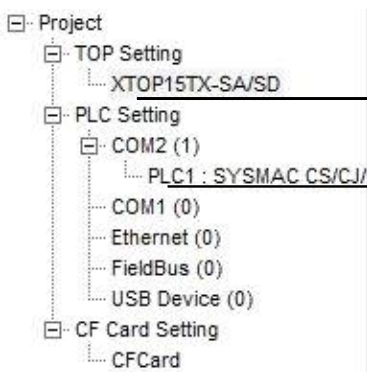 Project
TOP Setting
XTOP15TX-SA/SD
PLC Setting
COM2 (1)
PLC1 : SYSMAC CS/CJ/
COM1 (0)
Ethernet (0)
FieldBus (0)
USB Device (0)
CF Card Setting
CFCard